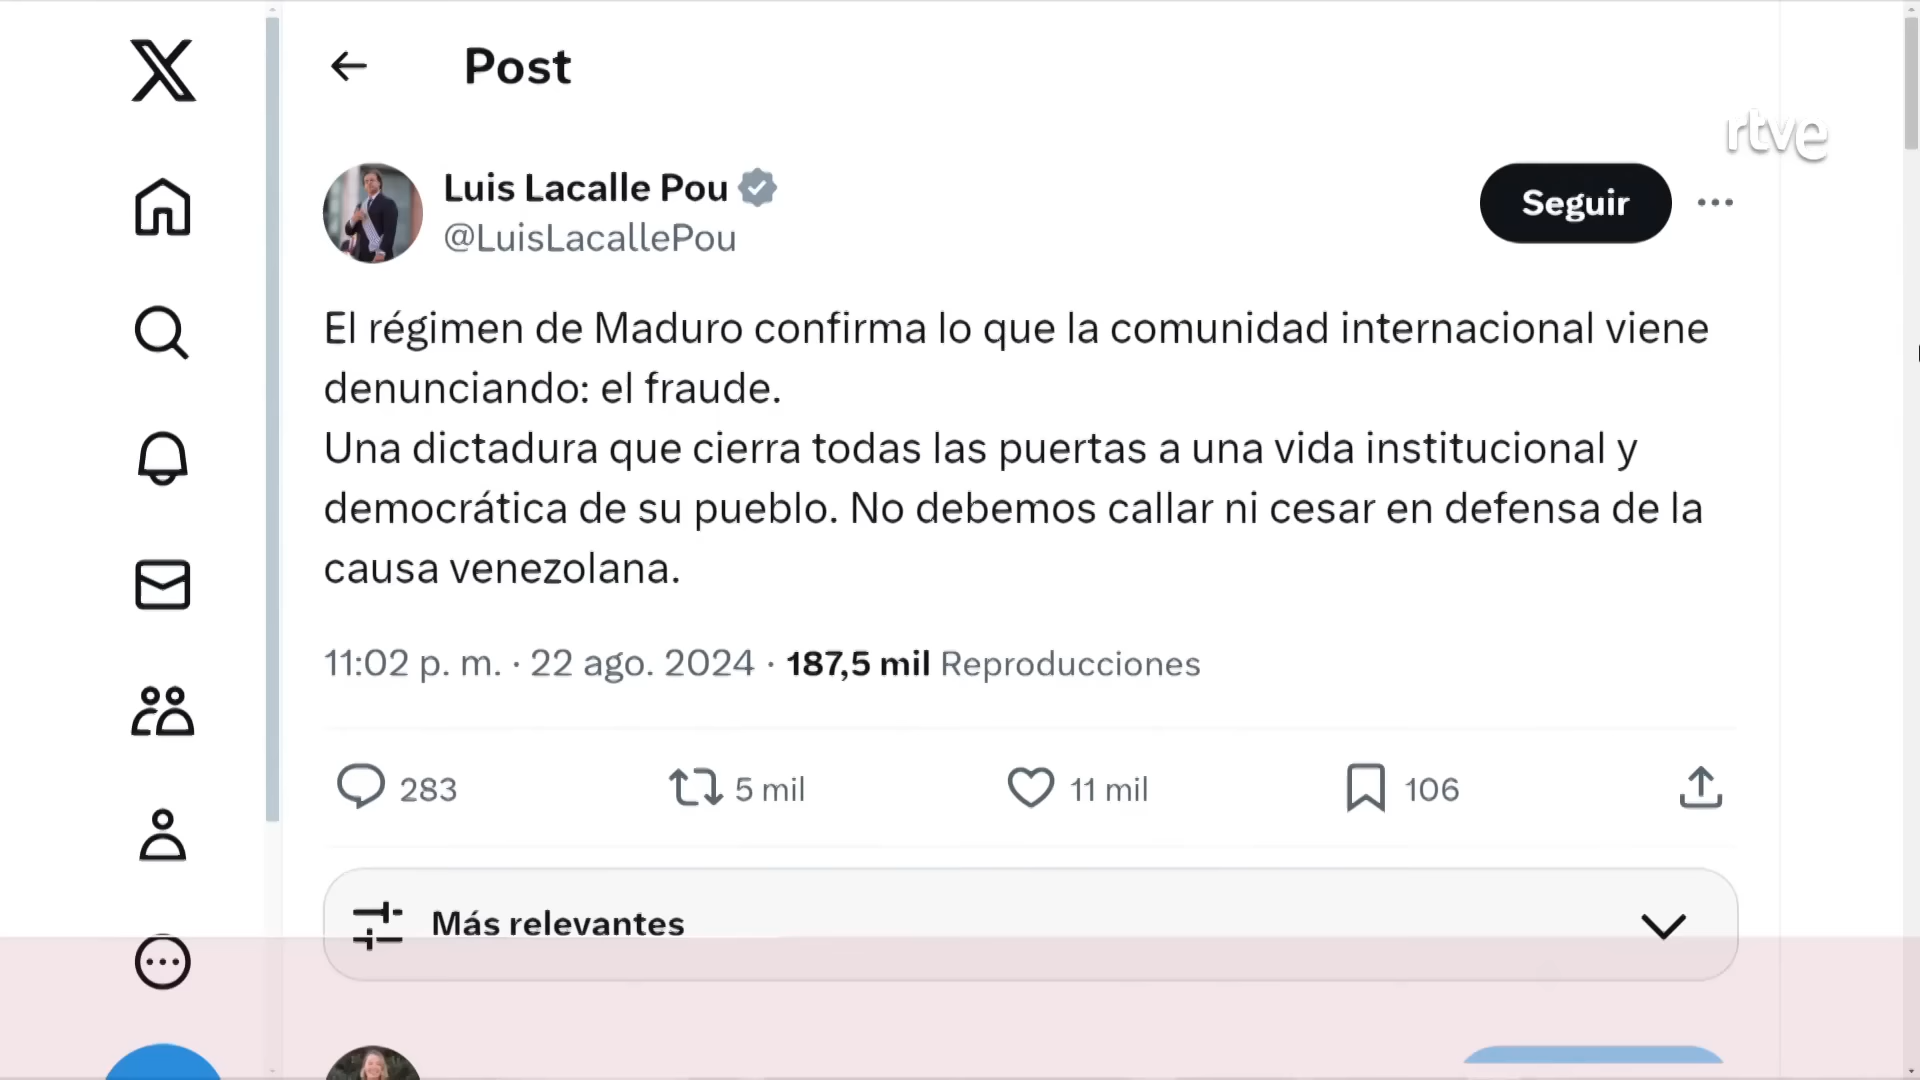 Post
rtve
Luis Lacalle Pou
@LuisLacallePou
Seguir
El régimen de Maduro confirma lo que la comunidad internacional viene
denunciando: el fraude.
Una dictadura que cierra todas las puertas a una vida institucional y
democrática de su pueblo. No debemos callar ni cesar en defensa de la
causa venezolana.
11:02 p. m. · 22 ago. 2024 · 187,5 mil Reproducciones
283 5 mil 11 mil 106
Más relevantes